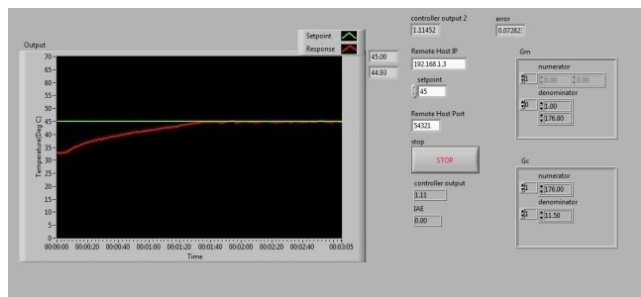 controller output 2
error
1.11452
Setpoint
Response
Output
45.00
44.93
Remote Host IP
192.168.1.3
setpoint
45
Remote Host Port
54321
stop
STOP
controller output
1.11
IAE
0.00
Temperature(Deg C)
70
65
60
55
50
45
40
35
30
25
20
15
10
5
0
00:00:00 00:00:20 00:00:40 00:01:00 00:01:20 00:01:40 00:02:00 00:02:20 00:02:40 00:03:05
Time
numerator
1 0.00 0.00
denominator
0 1.00
176.00
Gc
numerator
1 176.00
denominator
1 11.50